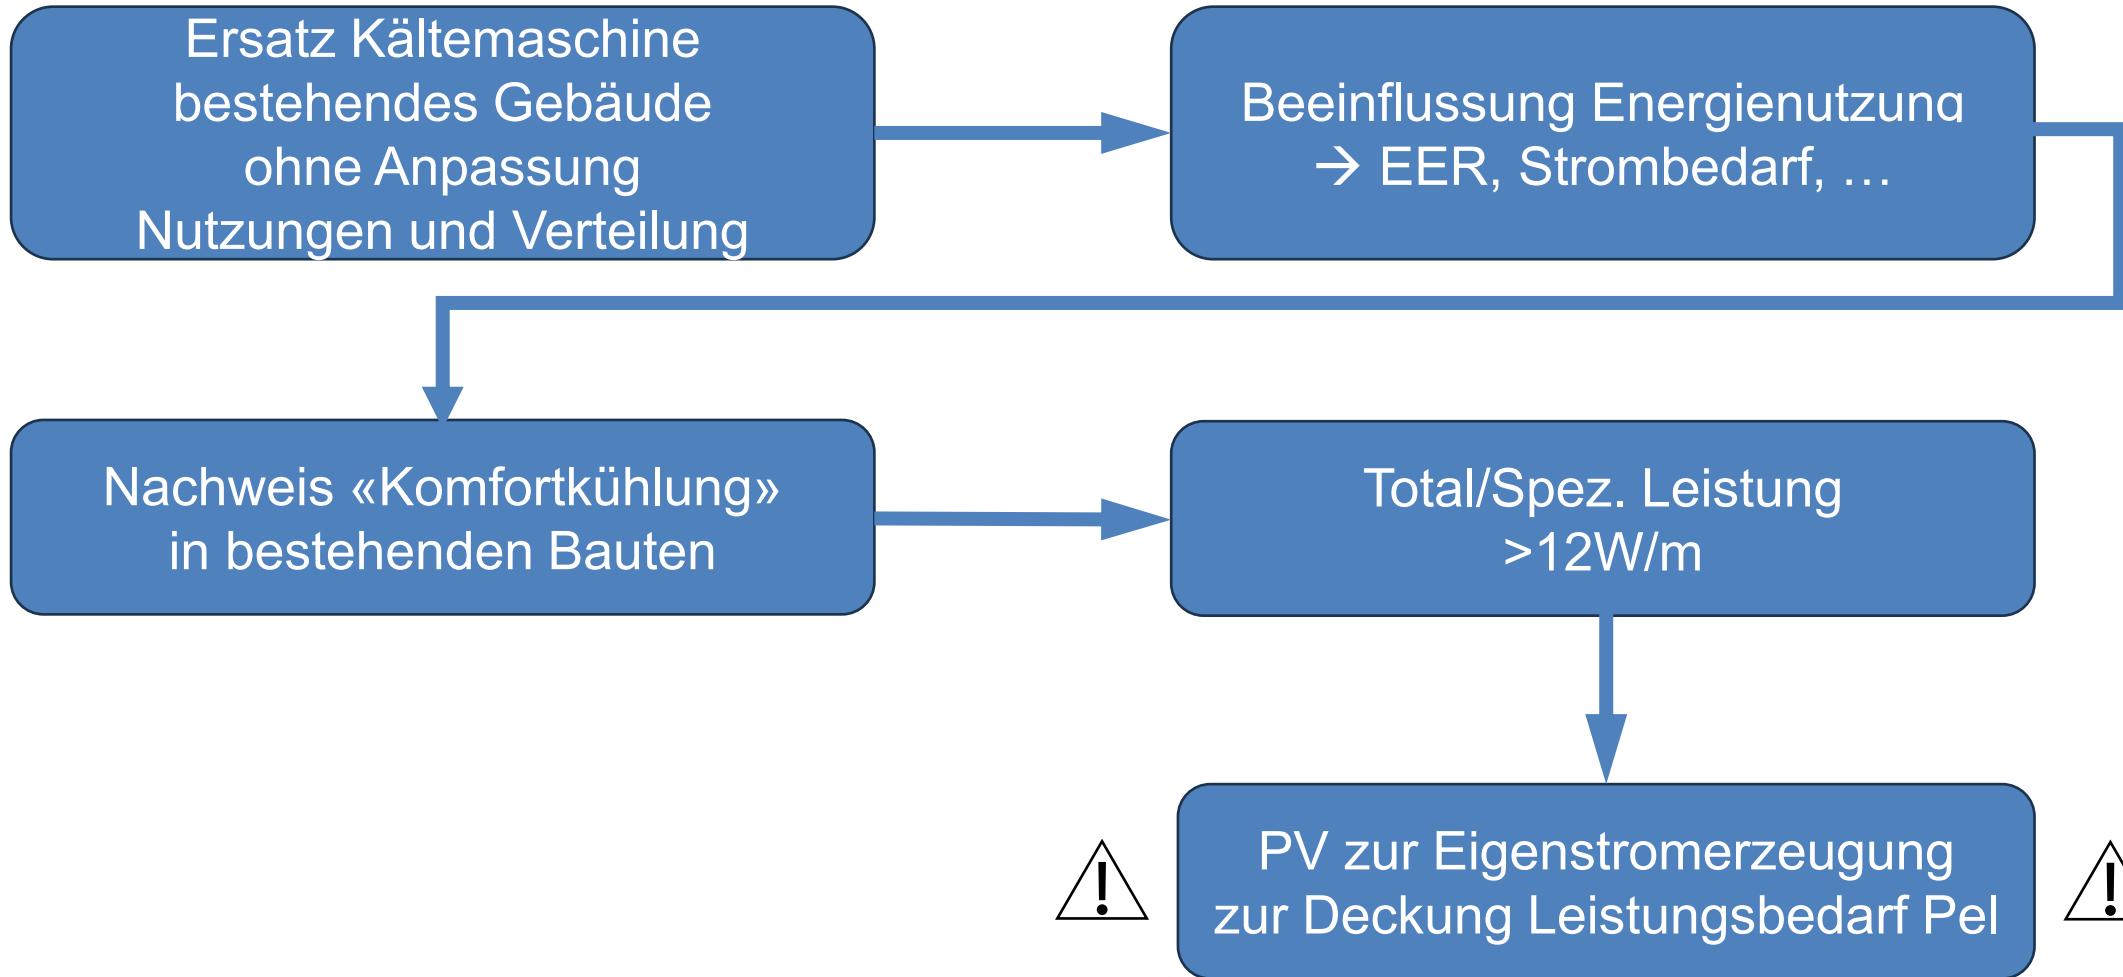 Ersatz Kältemaschine
bestehendes Gebäude
ohne Anpassung
Nutzungen und Verteilung
Beeinflussung Energienutzung
→ EER, Strombedarf, …
Nachweis «Komfortkühlung»
in bestehenden Bauten
Total/Spez. Leistung
>12W/m
PV zur Eigenstromerzeugung
zur Deckung Leistungsbedarf Pel